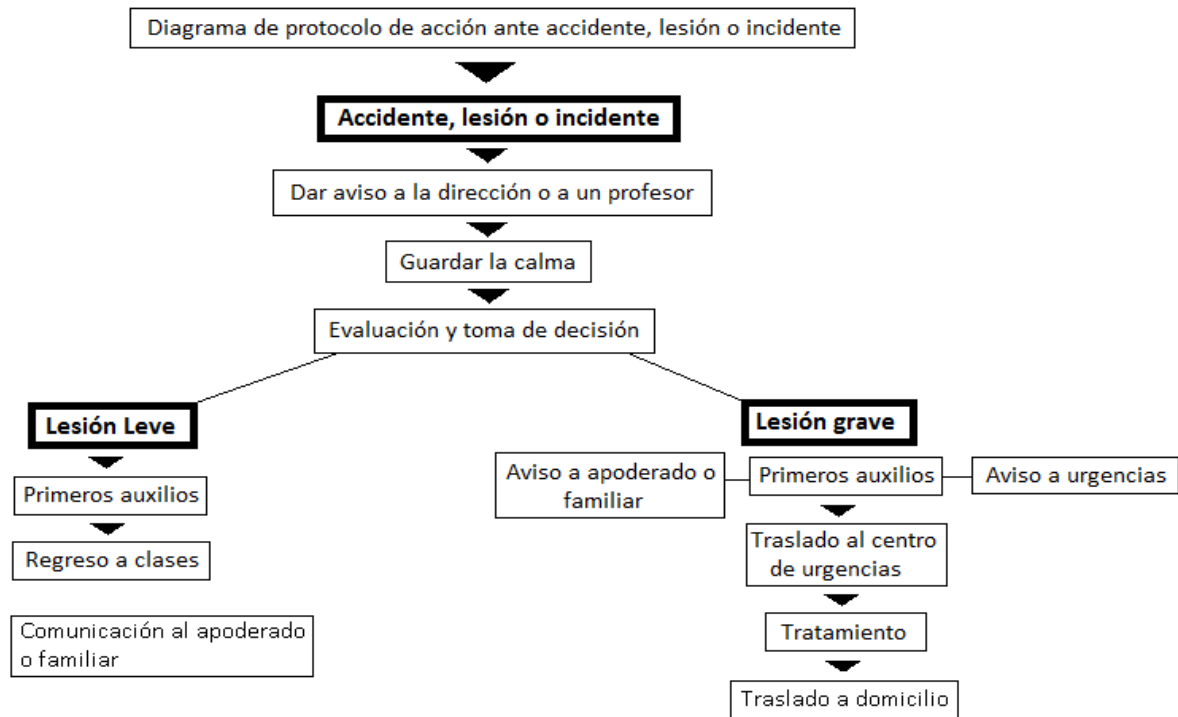 Diagrama de protocolo de acción ante accidente, lesión o incidente
Accidente, lesión o incidente
Dar aviso a la dirección o a un profesor
Guardar la calma
Evaluación y toma de decisión
Lesión Leve
Primeros auxilios
Regreso a clases
Comunicación al apoderado
o familiar
Lesión grave
Aviso a apoderado o
familiar
Primeros auxilios
Aviso a urgencias
Traslado al centro
de urgencias
Tratamiento
Traslado a domicilio